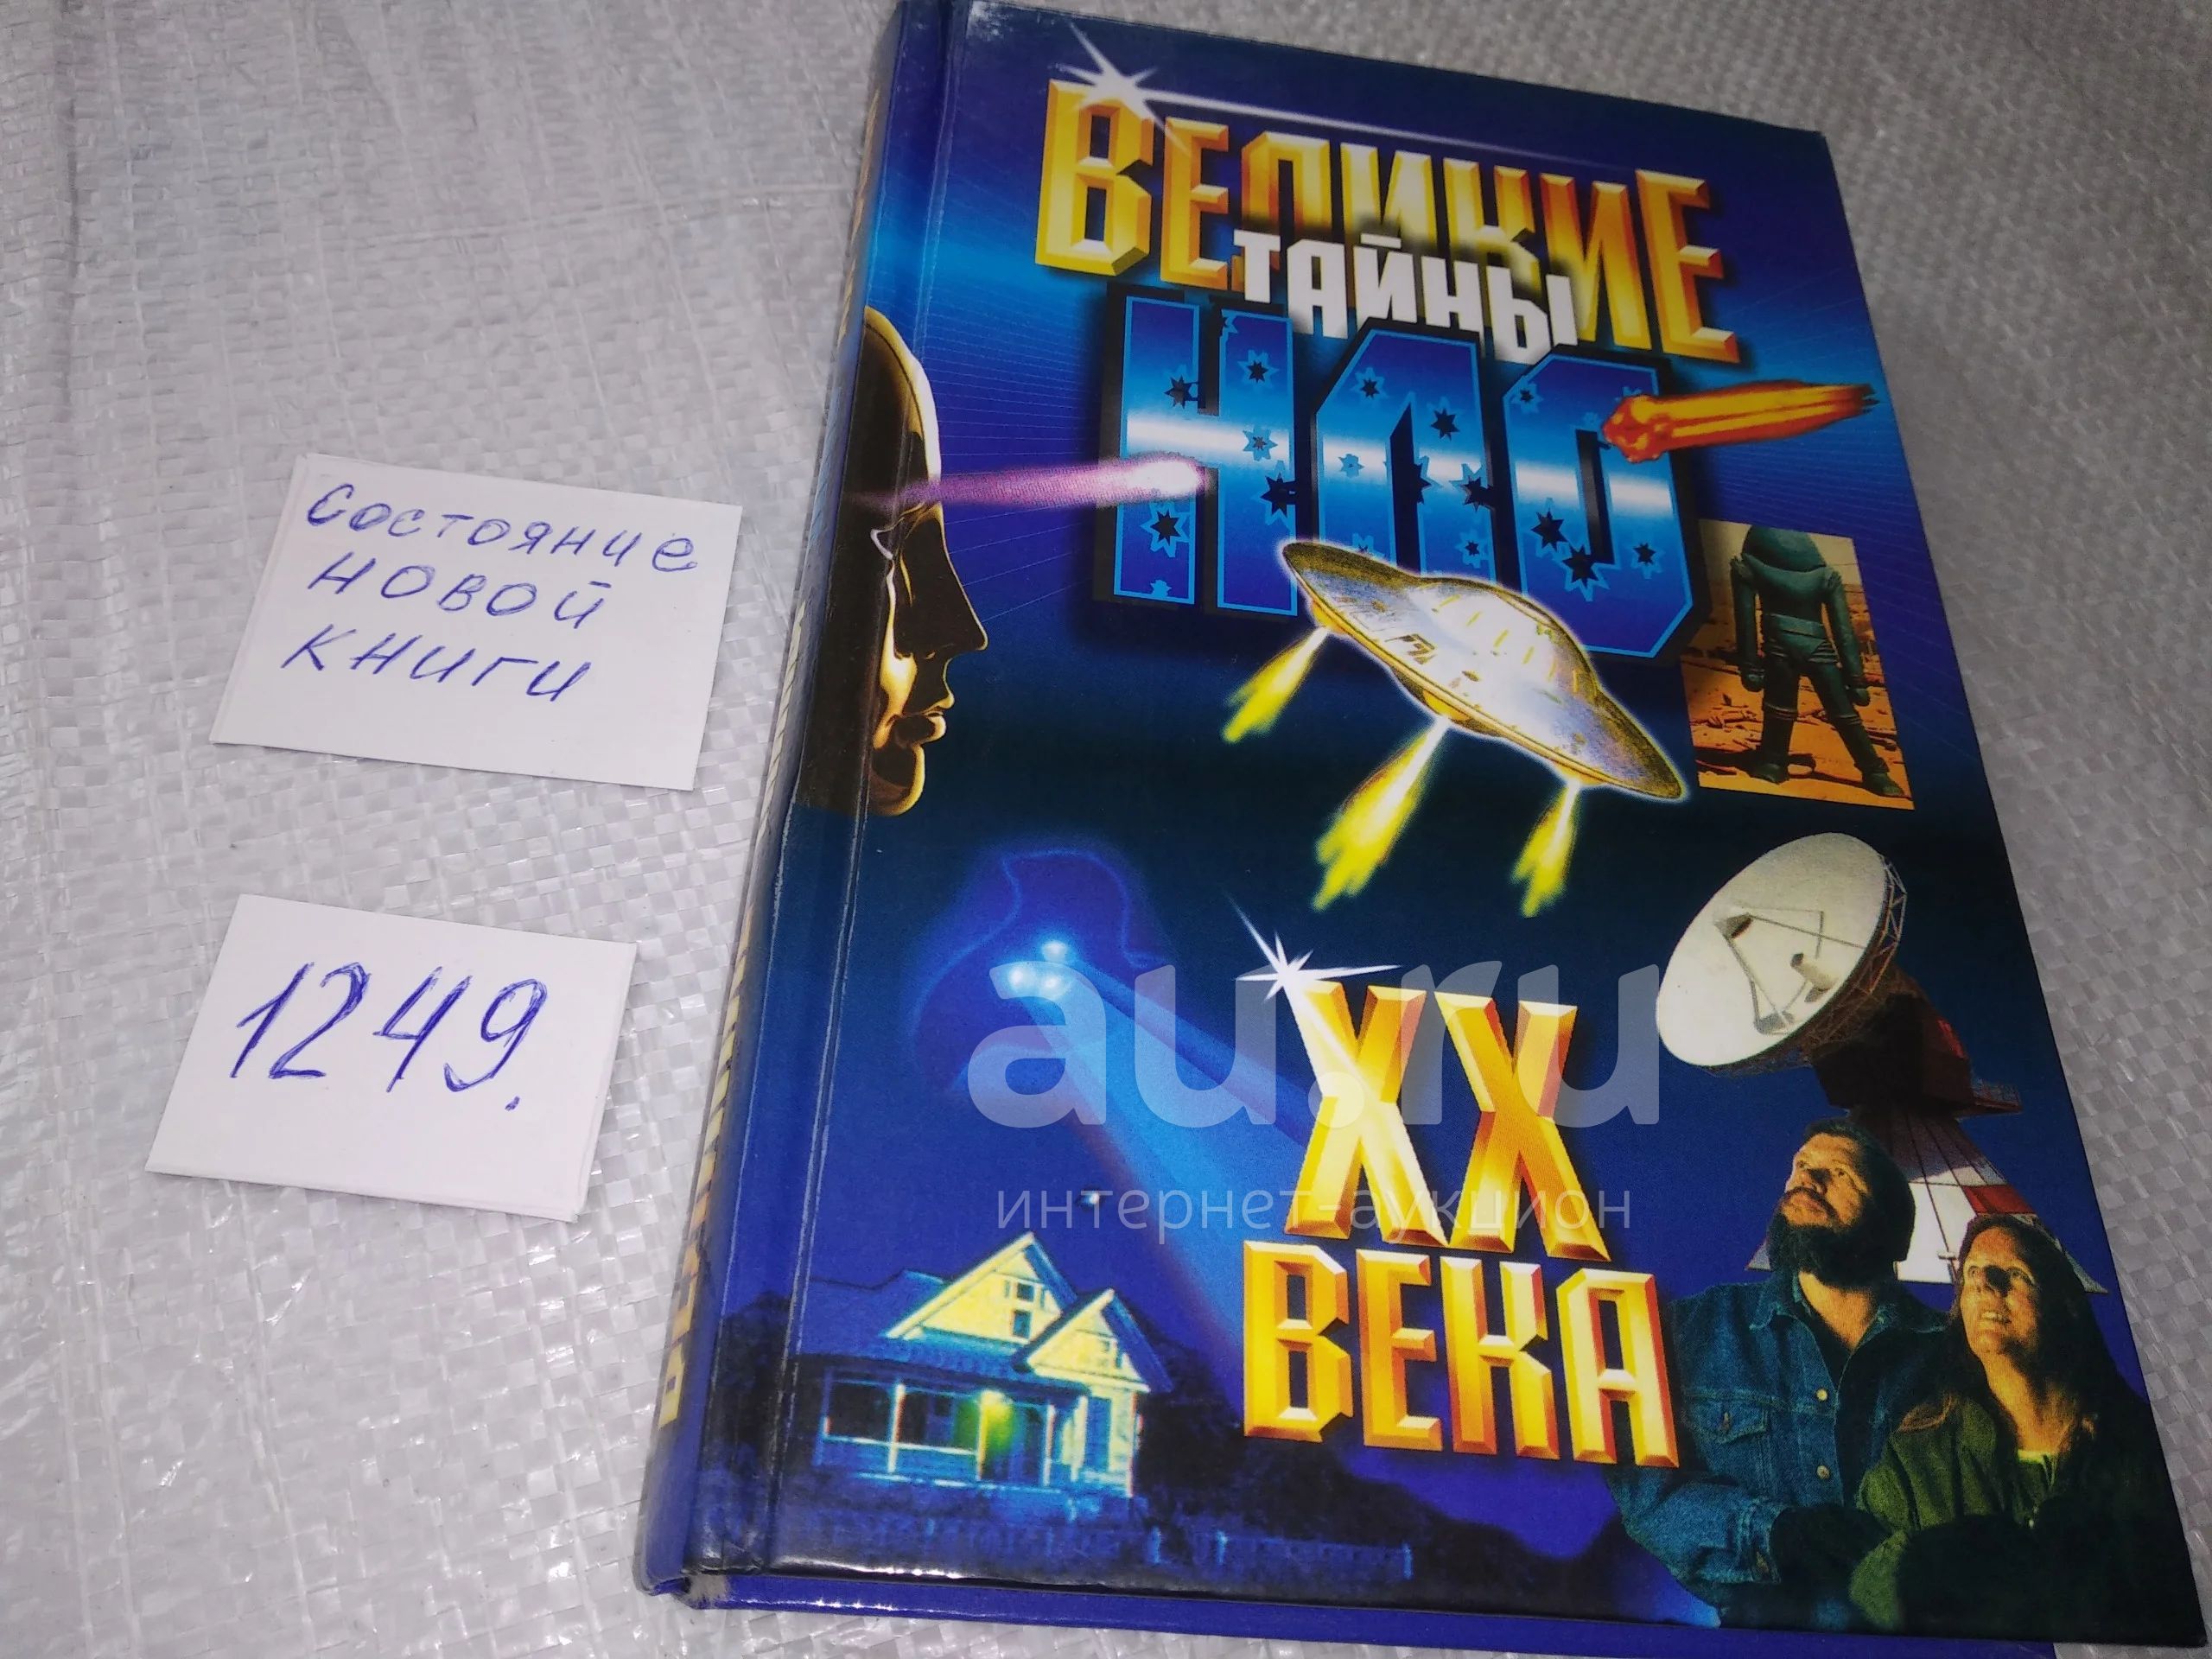 состояние
новой
книги
1249.
ВЕЛИКИЕ
ТАЙНЫ
НЛО
XX
ВЕКА
au.ru
интернет-аукцион